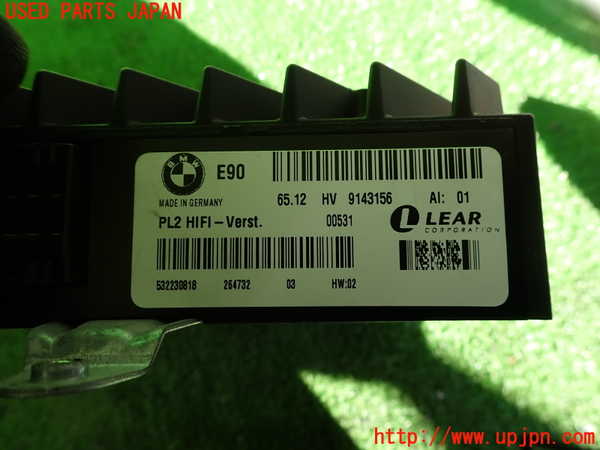 USED PARTS JAPAN
BMW
E90
MADE IN GERMANY
65.12 HV 9143156 AI: 01
PL2 HIFI-Verst. 00531
LEAR
CORPORATION
532230818 264732 03 HW:02
http://www.upjpn.com/